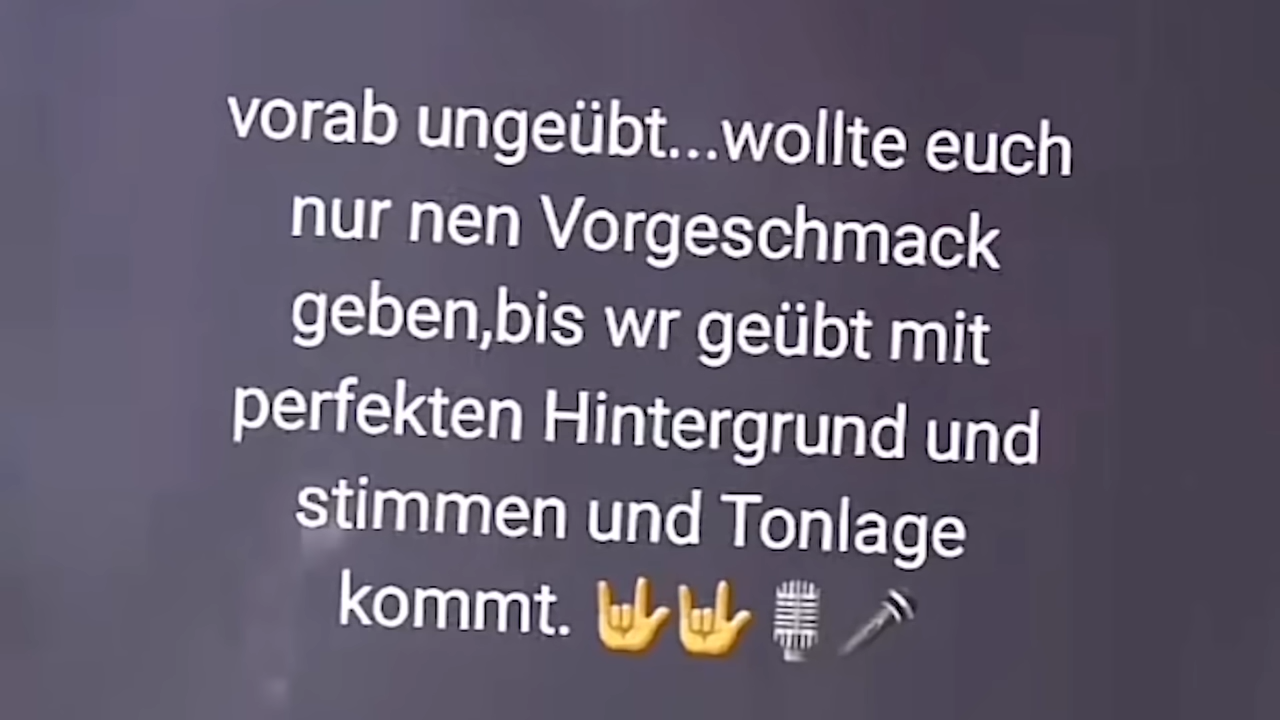 vorab ungeübt...wollte euch
nur nen Vorgeschmack
geben,bis wr geübt mit
perfekten Hintergrund und
stimmen und Tonlage
kommt. 🤟🤟🎙🎤